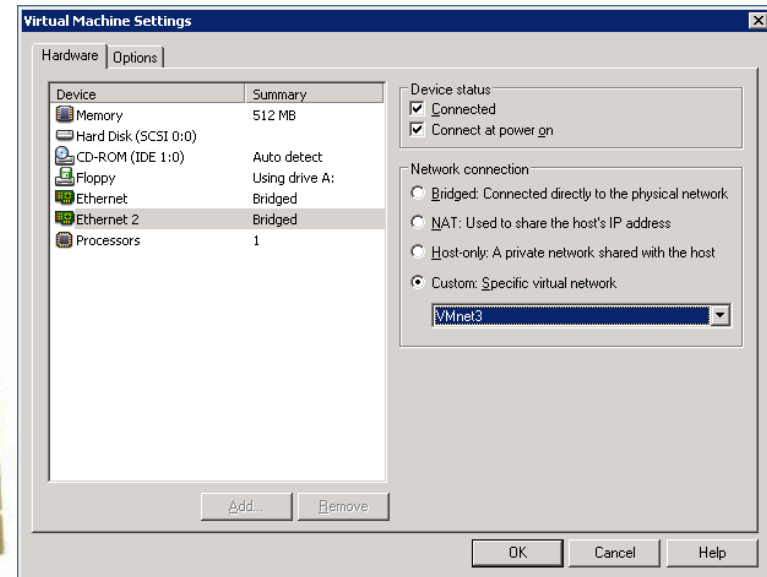 Virtual Machine Settings
Hardware
Options
Device Summary
Memory 512 MB
Hard Disk (SCSI 0:0)
CD-ROM (IDE 1:0) Auto detect
Floppy Using drive A:
Ethernet Bridged
Ethernet 2 Bridged
Processors 1
Add...
Remove
Device status
Connected
Connect at power on
Network connection
Bridged: Connected directly to the physical network
NAT: Used to share the host's IP address
Host-only: A private network shared with the host
Custom: Specific virtual network
VMnet3
OK
Cancel
Help